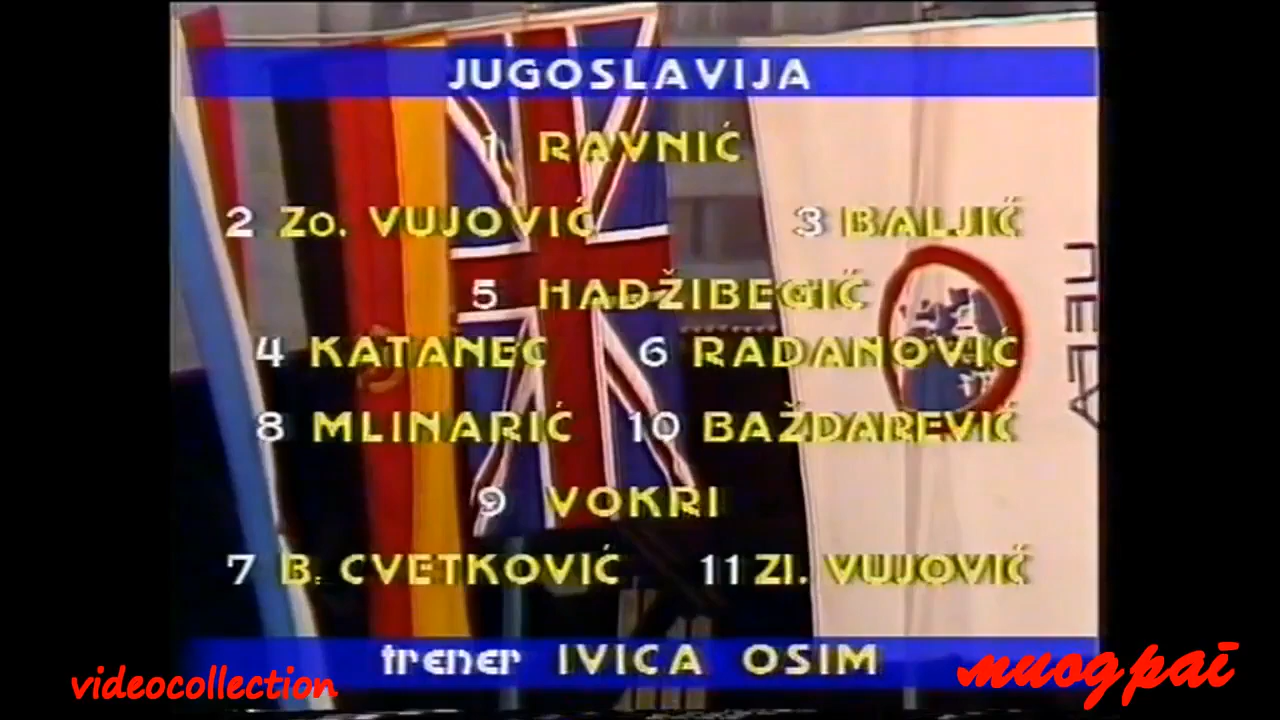 JUGOSLAVIJA
1 RAVNIĆ
2 Zo. VUJOVIĆ 3 BALJIĆ
5 HADŽIBEGIĆ
4 KATANEC 6 RADANOVIĆ
8 MLINARIĆ 10 BAŽDAREVIĆ
9 VOKRI
7 B. CVETKOVIĆ 11 Zl. VUJOVIĆ
trener IVICA OSIM
videocollection